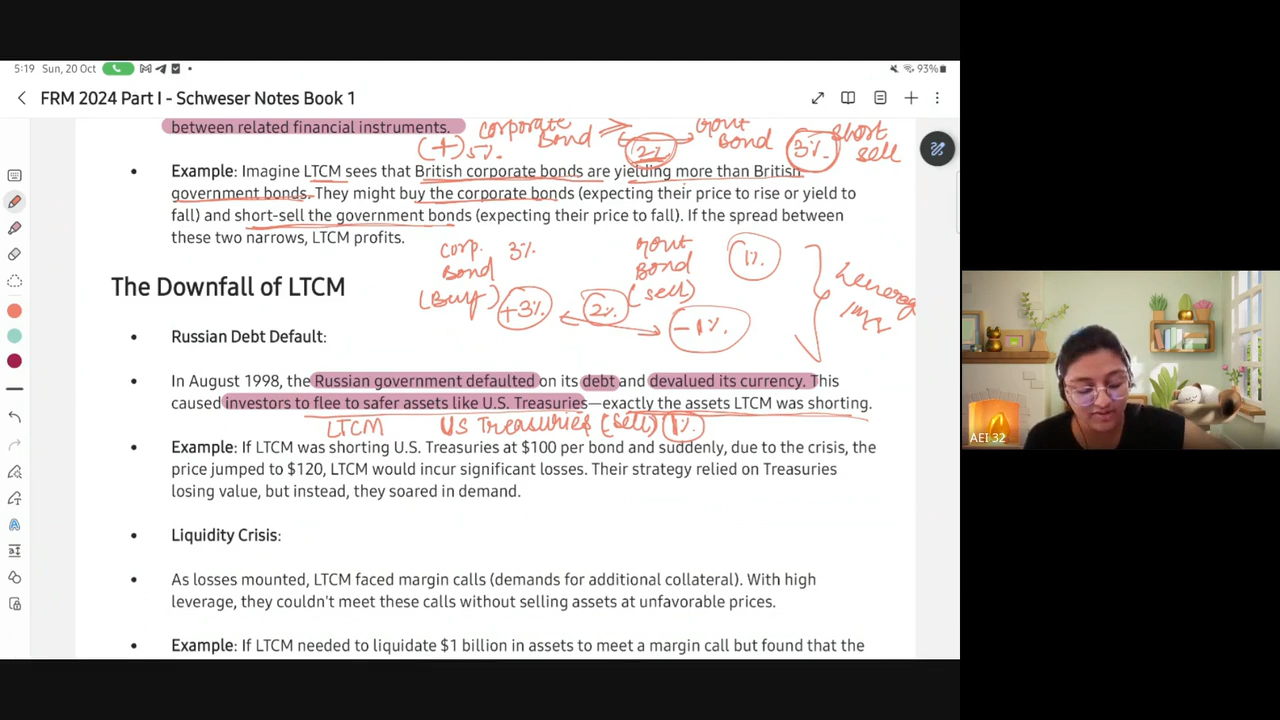 5:19 Sun, 20 Oct
93%
FRM 2024 Part I - Schweser Notes Book 1
between related financial instruments.
corporate Bond
Govt Bond
short sell
(+) 5%
2%
3%
• Example: Imagine LTCM sees that British corporate bonds are yielding more than British
government bonds. They might buy the corporate bonds (expecting their price to rise or yield to
fall) and short-sell the government bonds (expecting their price to fall). If the spread between
these two narrows, LTCM profits.
corp. Bond 3%
Govt Bond 1%
(Buy) +3%
2%
(sell) -1%
Leverage
The Downfall of LTCM
• Russian Debt Default:
• In August 1998, the Russian government defaulted on its debt and devalued its currency. This
caused investors to flee to safer assets like U.S. Treasuries—exactly the assets LTCM was shorting.
LTCM US Treasuries (sell) 1%
• Example: If LTCM was shorting U.S. Treasuries at $100 per bond and suddenly, due to the crisis, the
price jumped to $120, LTCM would incur significant losses. Their strategy relied on Treasuries
losing value, but instead, they soared in demand.
• Liquidity Crisis:
• As losses mounted, LTCM faced margin calls (demands for additional collateral). With high
leverage, they couldn't meet these calls without selling assets at unfavorable prices.
• Example: If LTCM needed to liquidate $1 billion in assets to meet a margin call but found that the
AEI 32